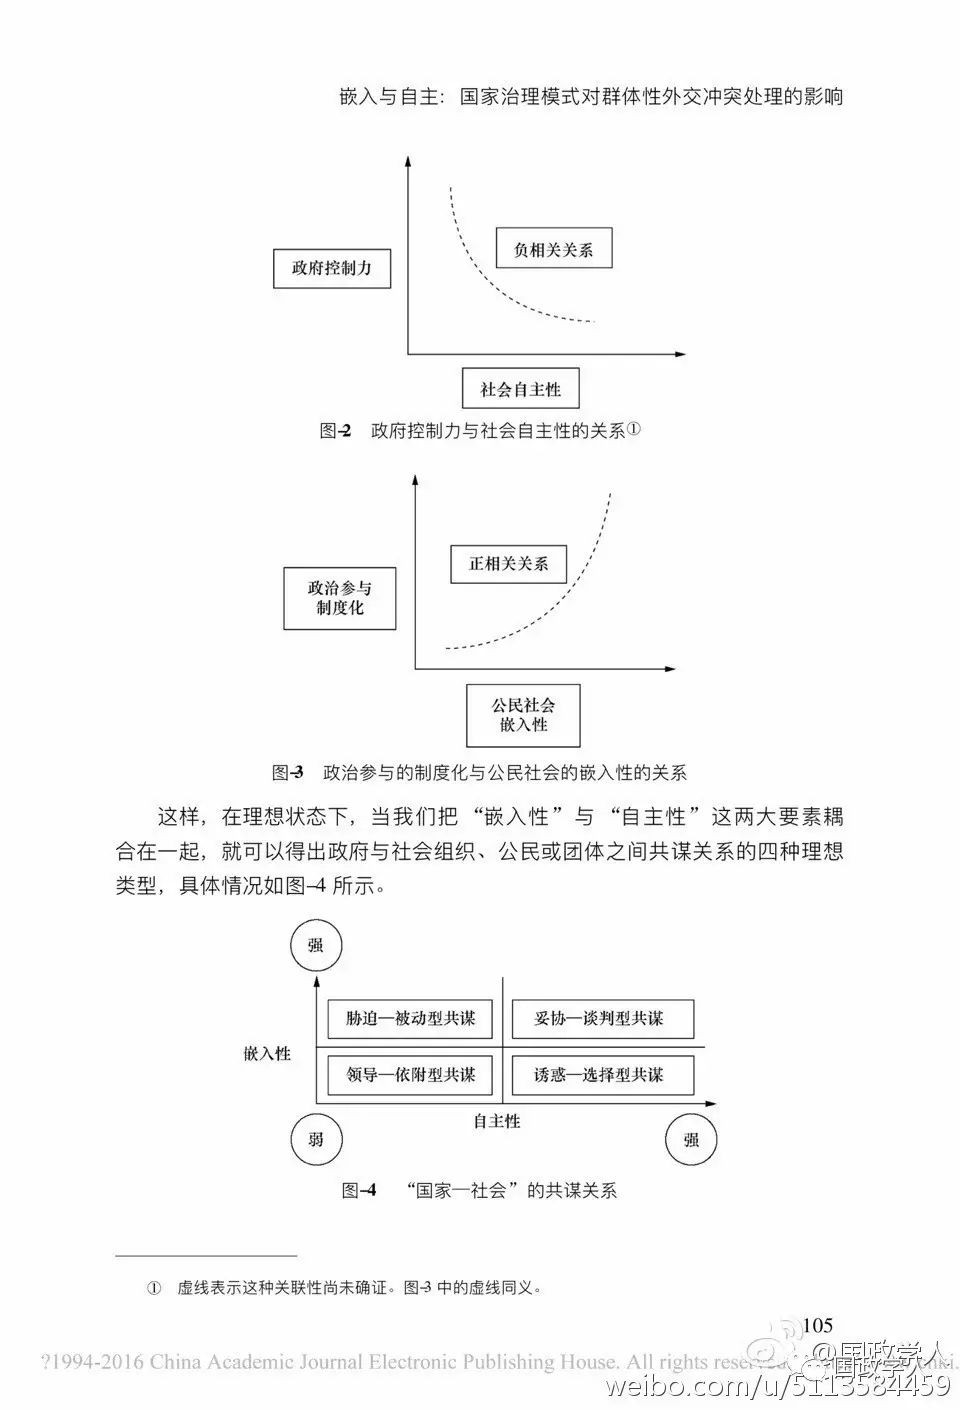 嵌入与自主：国家治理模式对群体性外交冲突处理的影响
负相关关系
政府控制力
社会自主性
图-2 政府控制力与社会自主性的关系①
正相关关系
政治参与
制度化
公民社会
嵌入性
图-3 政治参与的制度化与公民社会的嵌入性的关系
这样，在理想状态下，当我们把“嵌入性”与“自主性”这两大要素耦
合在一起，就可以得出政府与社会组织、公民或团体之间共谋关系的四种理想
类型，具体情况如图-4 所示。
强
胁迫—被动型共谋 妥协—谈判型共谋
嵌入性
领导—依附型共谋 诱惑—选择型共谋
自主性
弱 强
图-4 “国家—社会”的共谋关系
① 虚线表示这种关联性尚未确证。图-3 中的虚线同义。
105
@国政学人
国政学人
?1994-2016 China Academic Journal Electronic Publishing House. All rights
weibo.com/u/5113584459